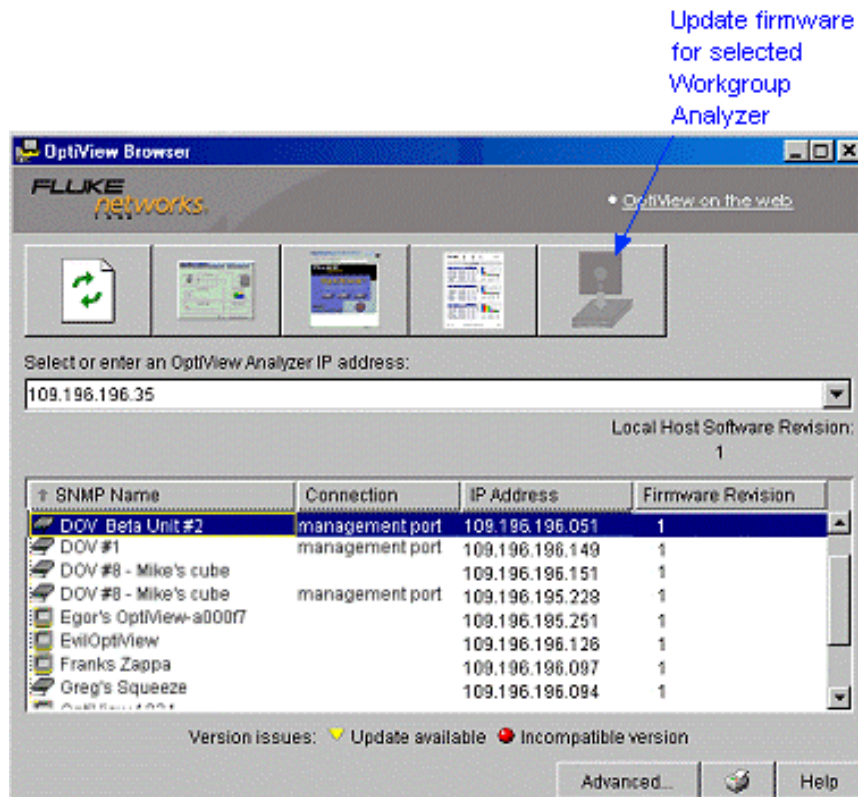 Update firmware
for selected
Workgroup
Analyzer
OptiView Browser
FLUKE
networks.
OptiView on the web
Select or enter an OptiView Analyzer IP address:
109.196.196.35
Local Host Software Revision:
1
SNMP Name Connection IP Address Firmware Revision
DOV Beta Unit #2 management port 109.196.196.051 1
DOV #1 management port 109.196.196.149 1
DOV #8 - Mike's cube 109.196.196.151 1
DOV #8 - Mike's cube management port 109.196.195.228 1
Egor's OptiView-a000f7 109.196.195.251 1
EvilOptiView 109.196.196.126 1
Franks Zappa 109.196.196.097 1
Greg's Squeeze 109.196.196.094 1
Version issues: Update available Incompatible version
Advanced... Help